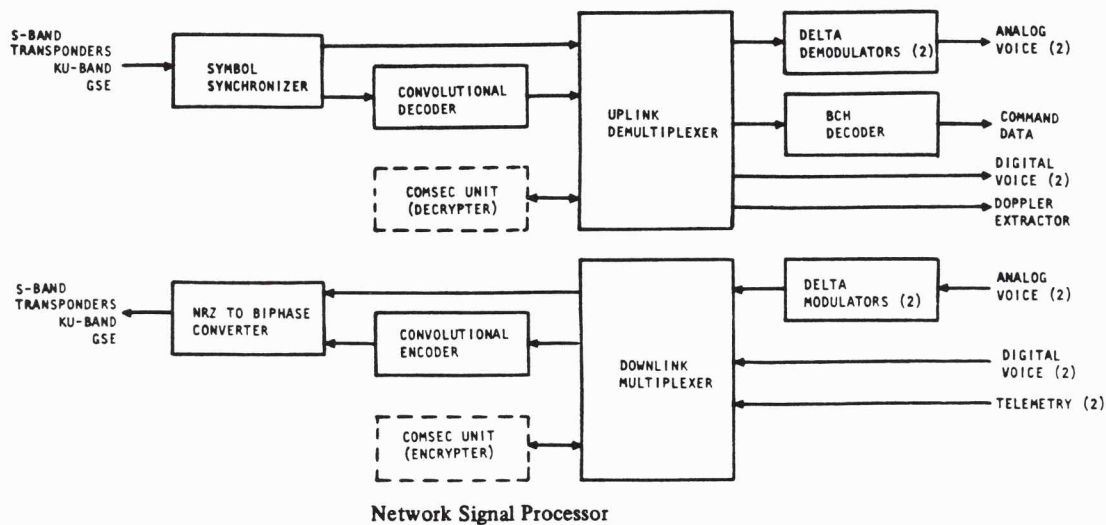 S-BAND
TRANSPONDERS
KU-BAND
GSE
SYMBOL
SYNCHRONIZER
CONVOLUTIONAL
DECODER
COMSEC UNIT
(DECRYPTER)
UPLINK
DEMULTIPLEXER
DELTA
DEMODULATORS (2)
ANALOG
VOICE (2)
BCH
DECODER
COMMAND
DATA
DIGITAL
VOICE (2)
DOPPLER
EXTRACTOR
S-BAND
TRANSPONDERS
KU-BAND
GSE
NRZ TO BIPHASE
CONVERTER
CONVOLUTIONAL
ENCODER
COMSEC UNIT
(ENCRYPTER)
DOWNLINK
MULTIPLEXER
DELTA
MODULATORS (2)
ANALOG
VOICE (2)
DIGITAL
VOICE (2)
TELEMETRY (2)
Network Signal Processor